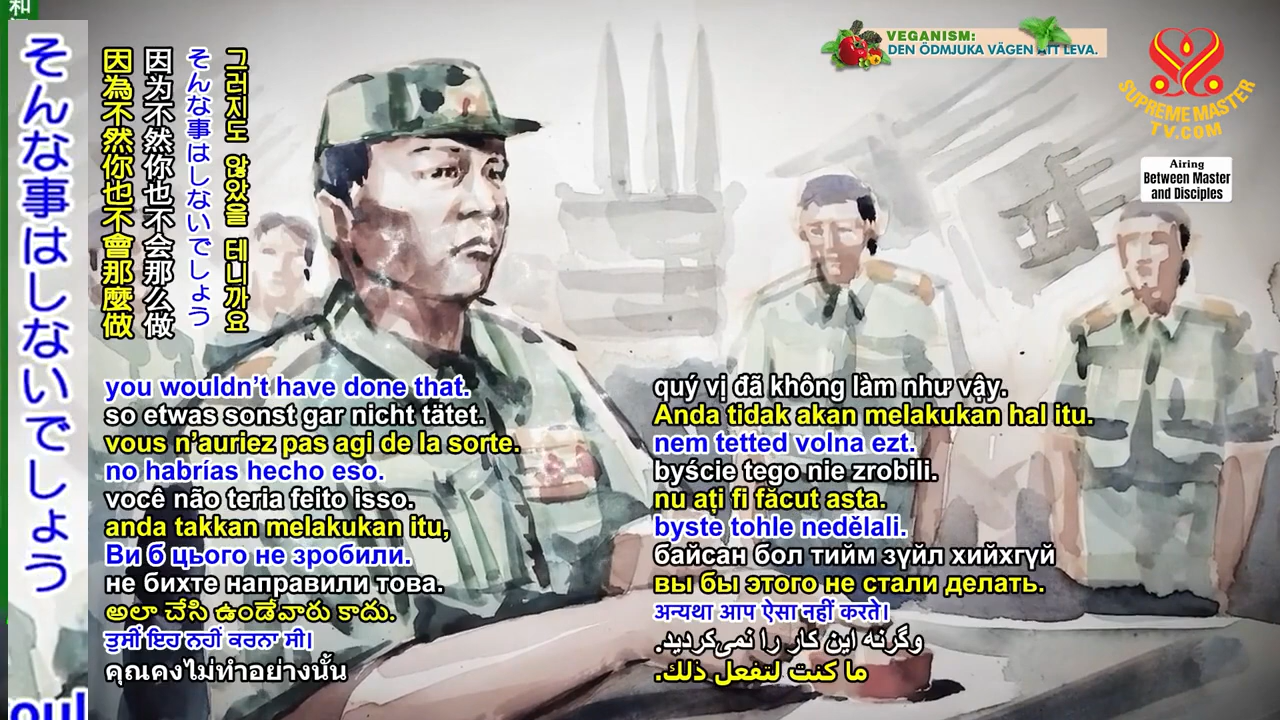 和
そんな事はしないでしょう
oul
因為不然你也不會那麼做
因为不然你也不会那么做
そんな事はしないでしょう
그러지도 않았을 테니까요
VEGANISM:
DEN ÖDMJUKA VÄGEN ATT LEVA.
SUPREME MASTER
TV.COM
Airing
Between Master
and Disciples
you wouldn’t have done that.
so etwas sonst gar nicht tätet.
vous n’auriez pas agi de la sorte.
no habrías hecho eso.
você não teria feito isso.
anda takkan melakukan itu,
Ви б цього не зробили.
не бихте направили това.
అలా చేసి ఉండేవారు కాదు.
ਤੁਸੀਂ ਇਹ ਨਹੀਂ ਕਰਨਾ ਸੀ।
คุณคงไม่ทำอย่างนั้น
quý vị đã không làm như vậy.
Anda tidak akan melakukan hal itu.
nem tetted volna ezt.
byście tego nie zrobili.
nu ați fi făcut asta.
byste tohle nedělali.
байсан бол тийм зүйл хийхгүй
вы бы этого не стали делать.
अन्यथा आप ऐसा नहीं करते।
وگرنه این کار را نمی‌کردید.
ما كنت لتفعل ذلك.